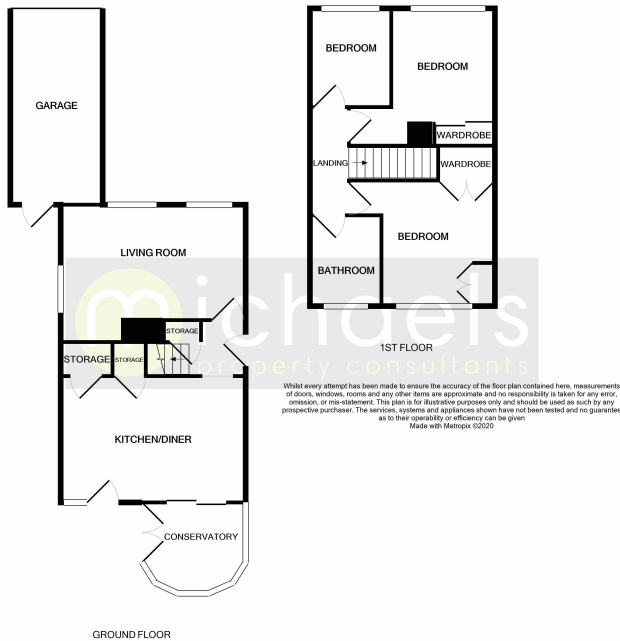 GARAGE
LIVING ROOM
STORAGE
STORAGE
STORAGE
KITCHEN/DINER
CONSERVATORY
GROUND FLOOR
BEDROOM
BEDROOM
WARDROBE
LANDING
WARDROBE
BEDROOM
BATHROOM
1ST FLOOR
michaels
property consultants
Whilst every attempt has been made to ensure the accuracy of the floor plan contained here, measurements
of doors, windows, rooms and any other items are approximate and no responsibility is taken for any error,
omission, or mis-statement. This plan is for illustrative purposes only and should be used as such by any
prospective purchaser. The services, systems and appliances shown have not been tested and no guarantee
as to their operability or efficiency can be given
Made with Metropix ©2020